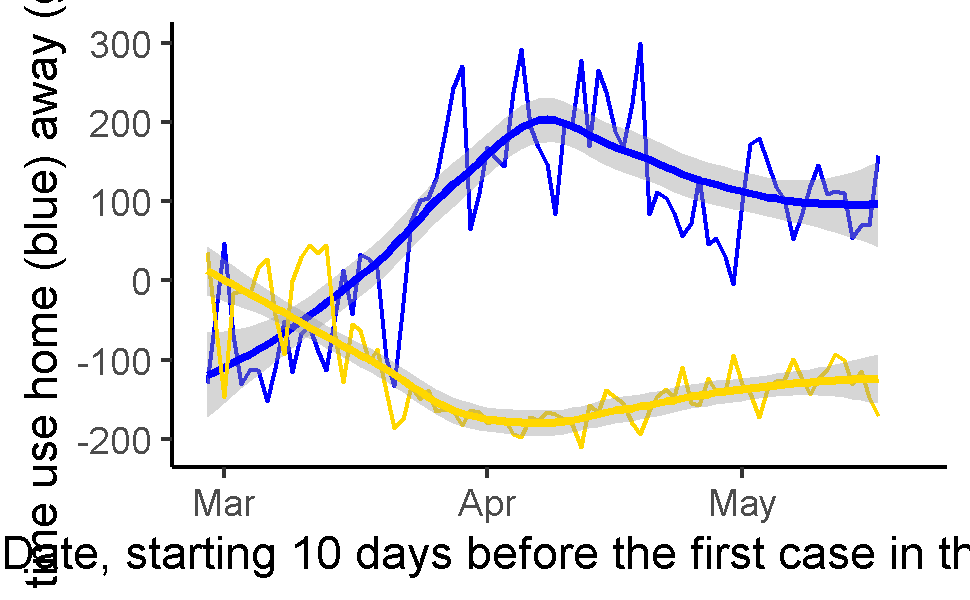 time use home (blue) away (
300
200
100
0
-100
-200
Mar Apr May
Date, starting 10 days before the first case in th